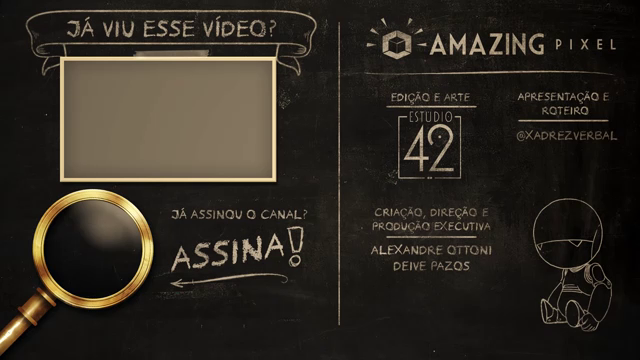 JÁ VIU ESSE VÍDEO?
JÁ ASSINOU O CANAL?
ASSINA!
AMAZING PIXEL
EDIÇÃO E ARTE
ESTUDIO
42
APRESENTAÇÃO E
ROTEIRO
@XADREZVERBAL
CRIAÇÃO, DIREÇÃO E
PRODUÇÃO EXECUTIVA
ALEXANDRE OTTONI
DEIVE PAZOS